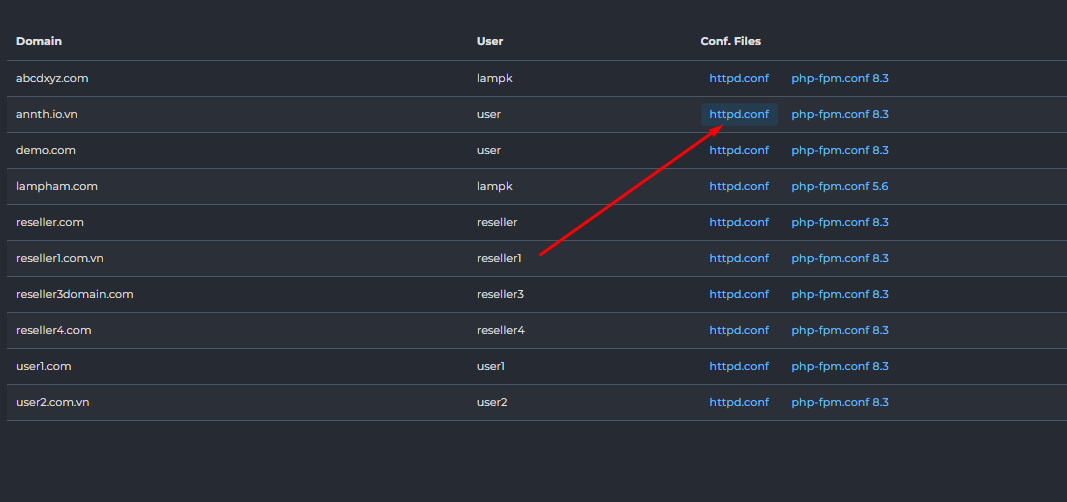 Domain User Conf. Files
abcdxyz.com lampk httpd.conf php-fpm.conf 8.3
annth.io.vn user httpd.conf php-fpm.conf 8.3
demo.com user httpd.conf php-fpm.conf 8.3
lampham.com lampk httpd.conf php-fpm.conf 5.6
reseller.com reseller httpd.conf php-fpm.conf 8.3
reseller1.com.vn reseller1 httpd.conf php-fpm.conf 8.3
reseller3domain.com reseller3 httpd.conf php-fpm.conf 8.3
reseller4.com reseller4 httpd.conf php-fpm.conf 8.3
user1.com user1 httpd.conf php-fpm.conf 8.3
user2.com.vn user2 httpd.conf php-fpm.conf 8.3